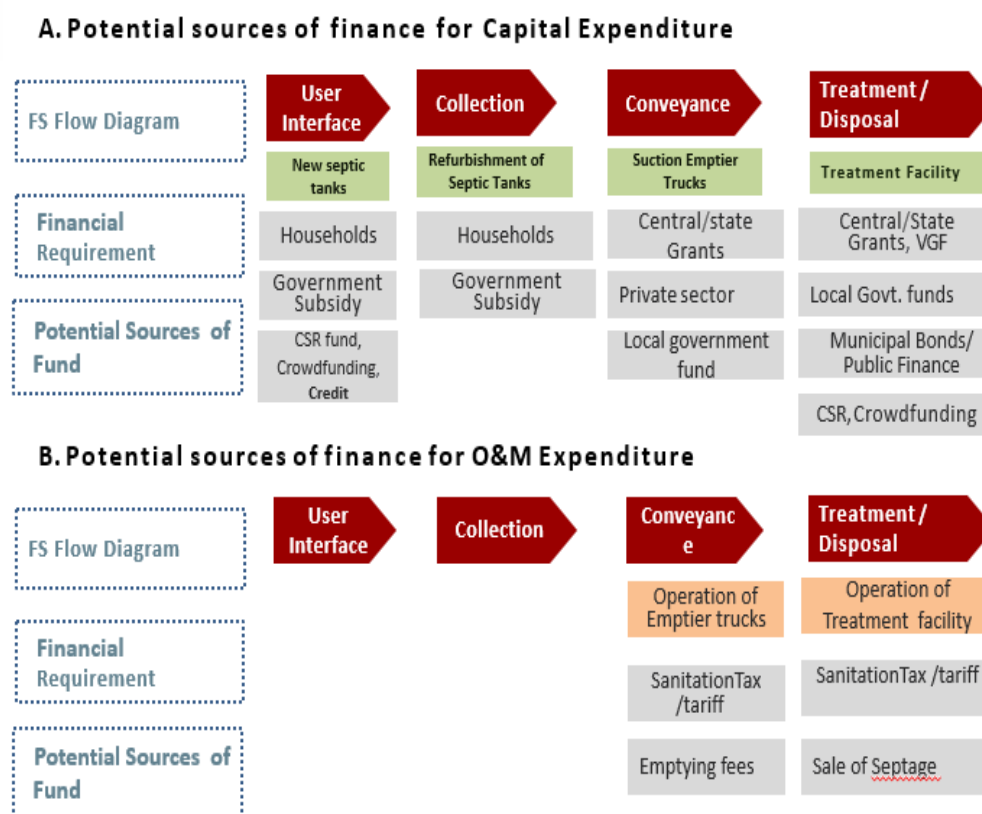 A. Potential sources of finance for Capital Expenditure
FS Flow Diagram
User
Interface
Collection
Conveyance
Treatment/
Disposal
New septic
tanks
Refurbishment of
Septic Tanks
Suction Emptier
Trucks
Treatment Facility
Financial
Requirement
Households
Households
Central/state
Grants
Central/State
Grants, VGF
Government
Subsidy
Government
Subsidy
Private sector
Local Govt. funds
Potential Sources of
Fund
CSR fund,
Crowdfunding,
Credit
Local government
fund
Municipal Bonds/
Public Finance
CSR, Crowdfunding
B. Potential sources of finance for O&M Expenditure
FS Flow Diagram
User
Interface
Collection
Conveyanc
e
Treatment/
Disposal
Operation of
Emptier trucks
Operation of
Treatment facility
Financial
Requirement
SanitationTax
/tariff
SanitationTax /tariff
Potential Sources of
Fund
Emptying fees
Sale of Septage